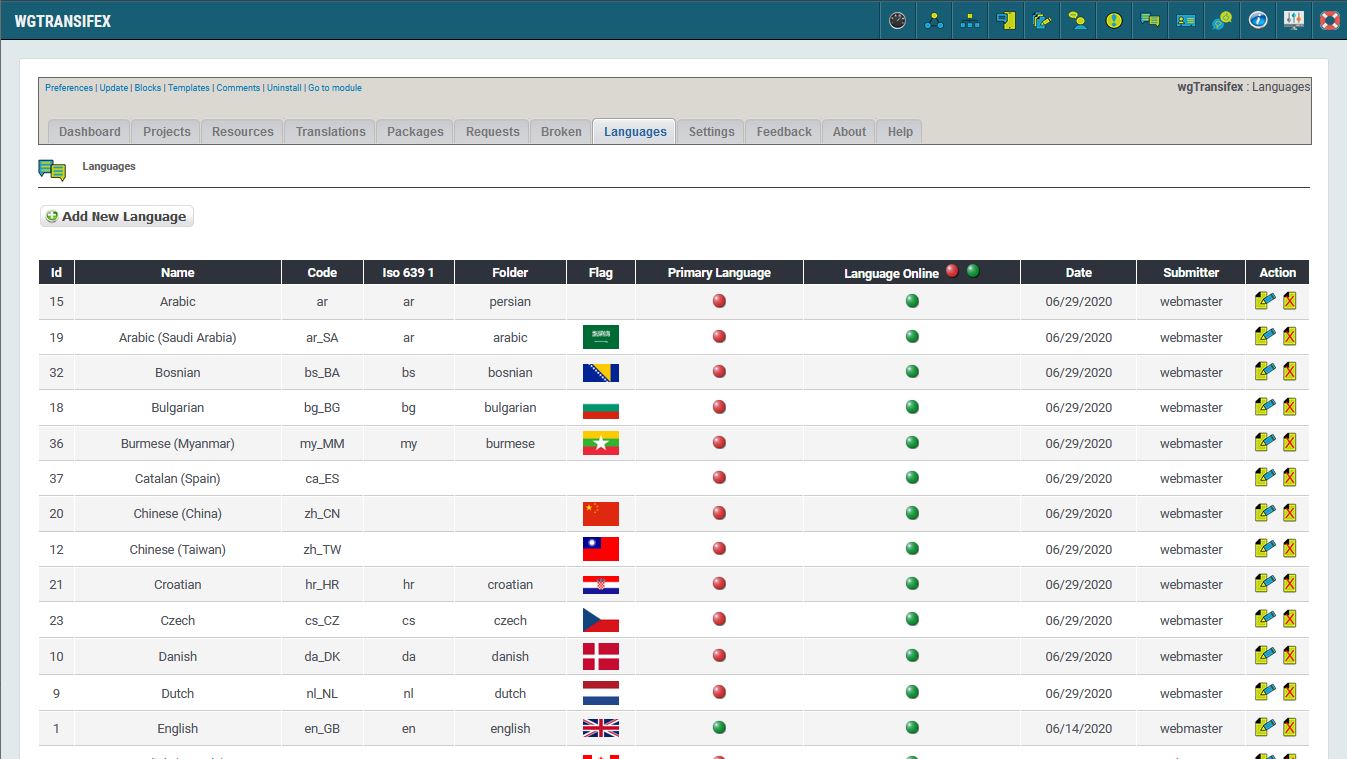 WGTRANSIFEX
Preferences | Update | Blocks | Templates | Comments | Uninstall | Go to module
wgTransifex : Languages
Dashboard Projects Resources Translations Packages Requests Broken Languages Settings Feedback About Help
Languages
Add New Language
Id Name Code Iso 639 1 Folder Flag Primary Language Language Online Date Submitter Action
15 Arabic ar ar persian 06/29/2020 webmaster
19 Arabic (Saudi Arabia) ar_SA ar arabic 06/29/2020 webmaster
32 Bosnian bs_BA bs bosnian 06/29/2020 webmaster
18 Bulgarian bg_BG bg bulgarian 06/29/2020 webmaster
36 Burmese (Myanmar) my_MM my burmese 06/29/2020 webmaster
37 Catalan (Spain) ca_ES 06/29/2020 webmaster
20 Chinese (China) zh_CN 06/29/2020 webmaster
12 Chinese (Taiwan) zh_TW 06/29/2020 webmaster
21 Croatian hr_HR hr croatian 06/29/2020 webmaster
23 Czech cs_CZ cs czech 06/29/2020 webmaster
10 Danish da_DK da danish 06/29/2020 webmaster
9 Dutch nl_NL nl dutch 06/29/2020 webmaster
1 English en_GB en english 06/14/2020 webmaster